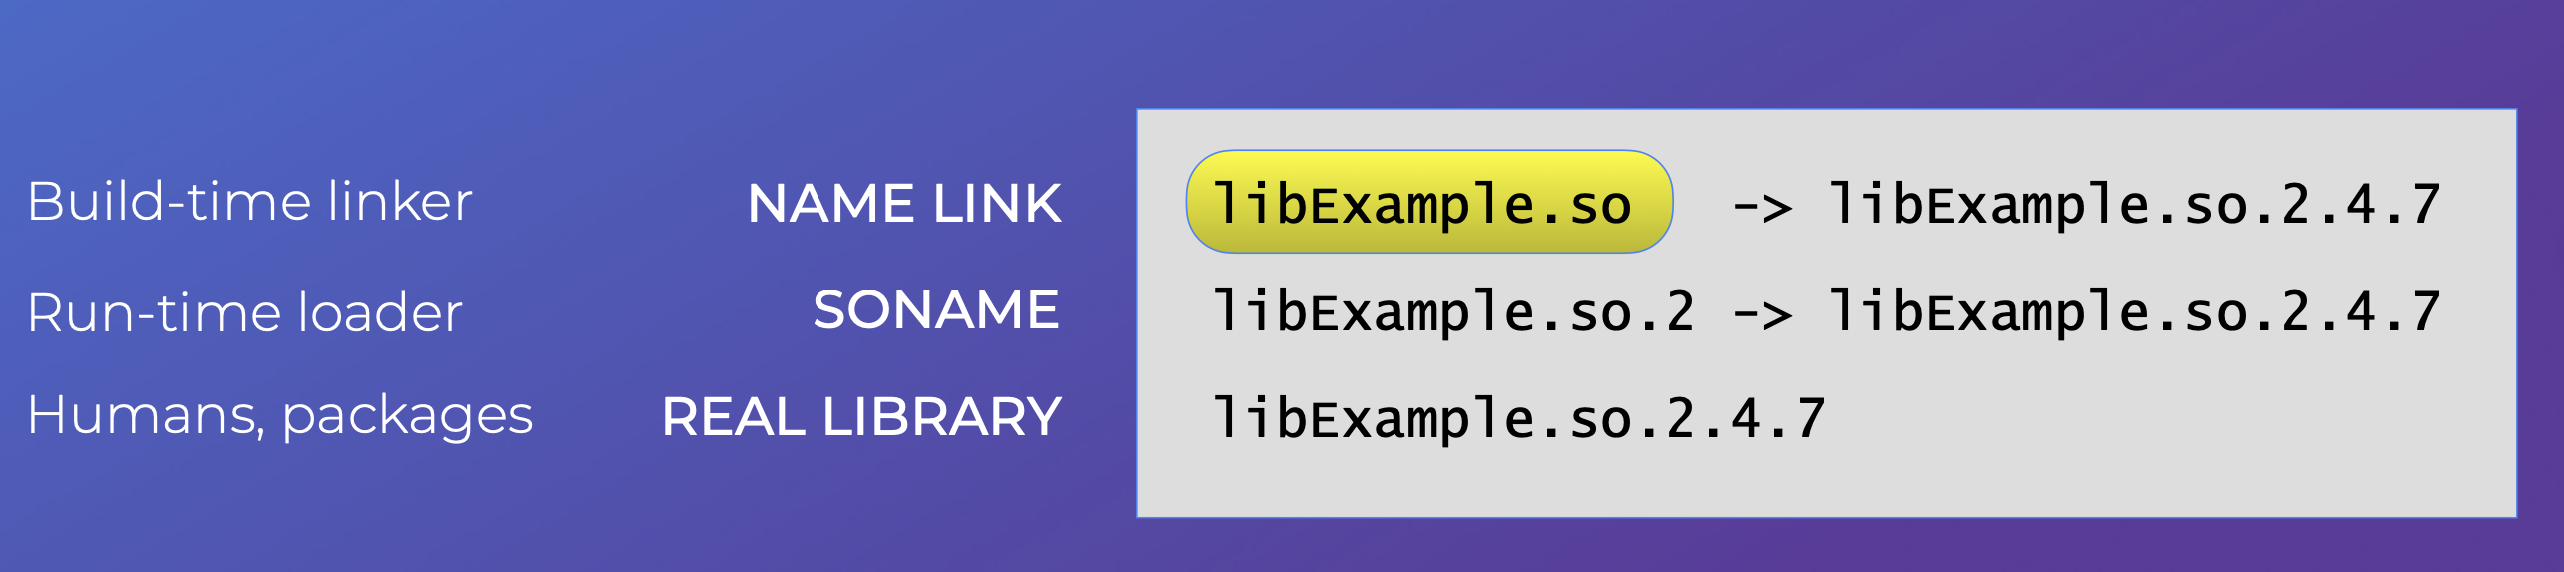 Build-time linker NAME LINK libExample.so -> libExample.so.2.4.7
Run-time loader SONAME libExample.so.2 -> libExample.so.2.4.7
Humans, packages REAL LIBRARY libExample.so.2.4.7